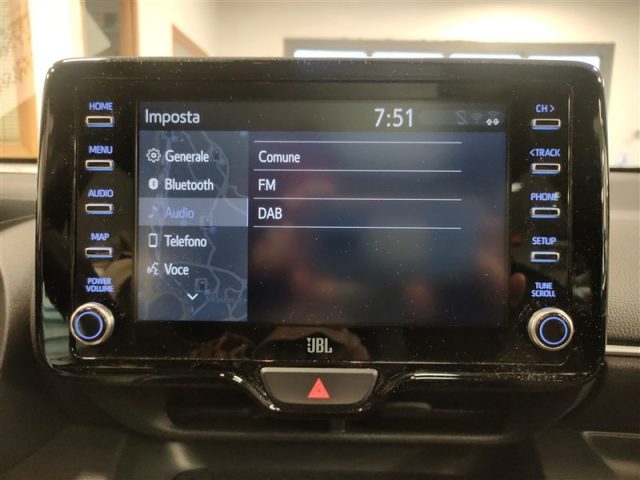 HOME
MENU
AUDIO
MAP
POWER
VOLUME
Imposta
7:51
Generale
Bluetooth
Audio
Telefono
Voce
Comune
FM
DAB
CH >
<TRACK
PHONE
SETUP
TUNE
SCROLL
JBL